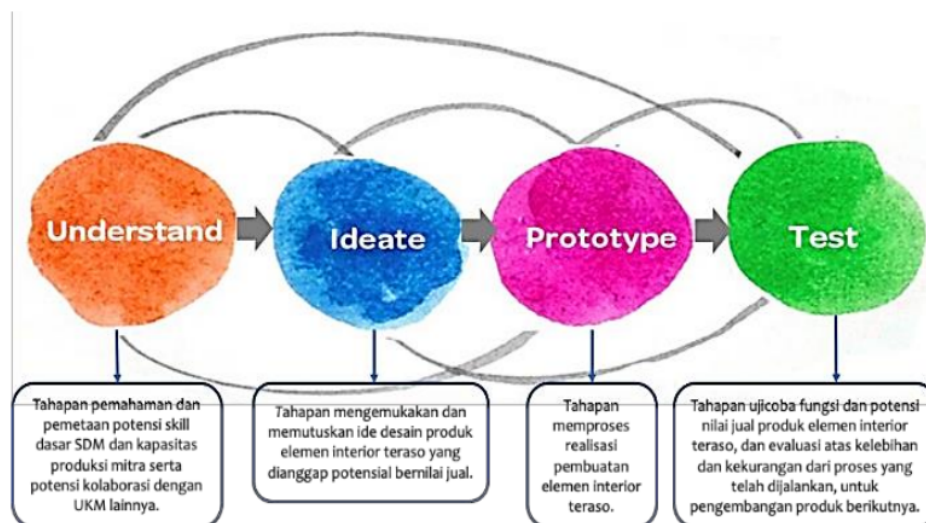 Understand
Ideate
Prototype
Test
Tahapan pemahaman dan
pemetaan potensi skill
dasar SDM dan kapasitas
produksi mitra serta
potensi kolaborasi dengan
UKM lainnya.
Tahapan mengemukakan dan
memutuskan ide desain produk
elemen interior teraso yang
dianggap potensial bernilai jual.
Tahapan
memproses
realisasi
pembuatan
elemen interior
teraso.
Tahapan ujicoba fungsi dan potensi
nilai jual produk elemen interior
teraso, dan evaluasi atas kelebihan
dan kekurangan dari proses yang
telah dijalankan, untuk
pengembangan produk berikutnya.